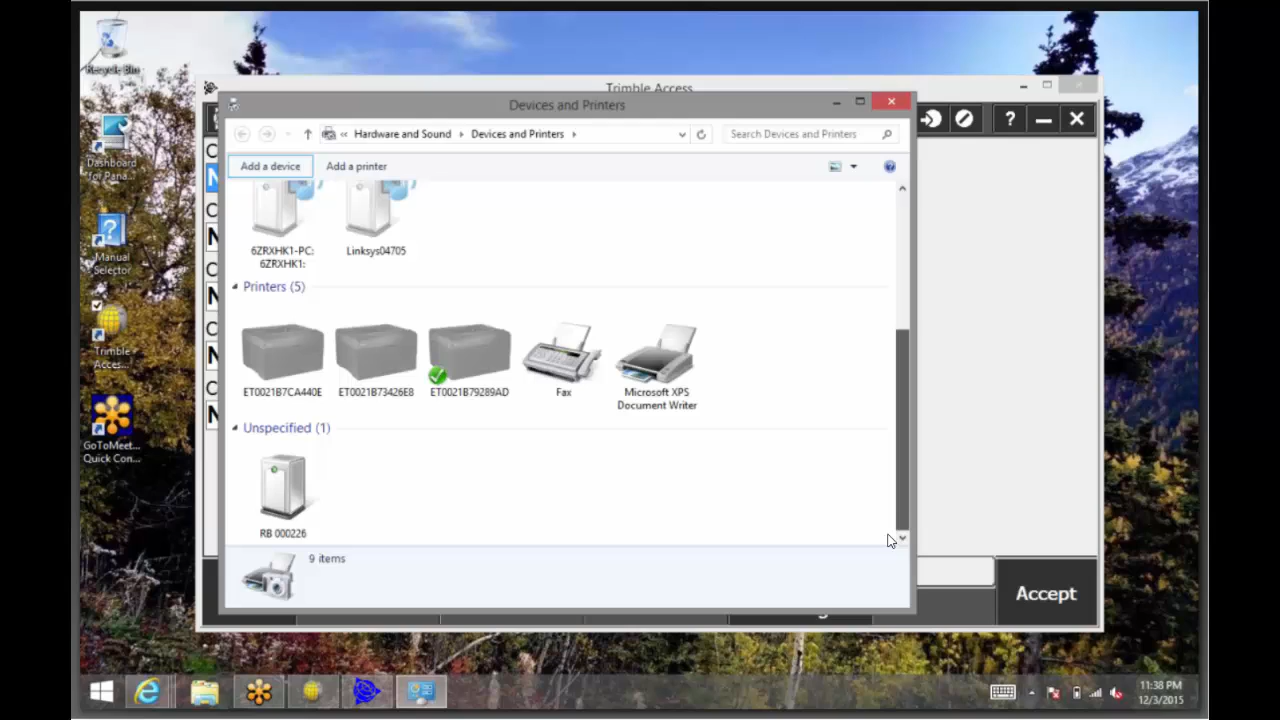 Recycle Bin
Dashboard
for Pana...
Manual
Selector
Trimble
Acces...
GoToMeet...
Quick Con...
Trimble Access
Devices and Printers
« Hardware and Sound ▸ Devices and Printers ▸
Search Devices and Printers
Add a device
Add a printer
6ZRXHK1-PC:
6ZRXHK1:
Linksys04705
Printers (5)
ET0021B7CA440E
ET0021B73426E8
ET0021B79289AD
Fax
Microsoft XPS
Document Writer
Unspecified (1)
RB 000226
9 items
Accept
11:38 PM
12/3/2015